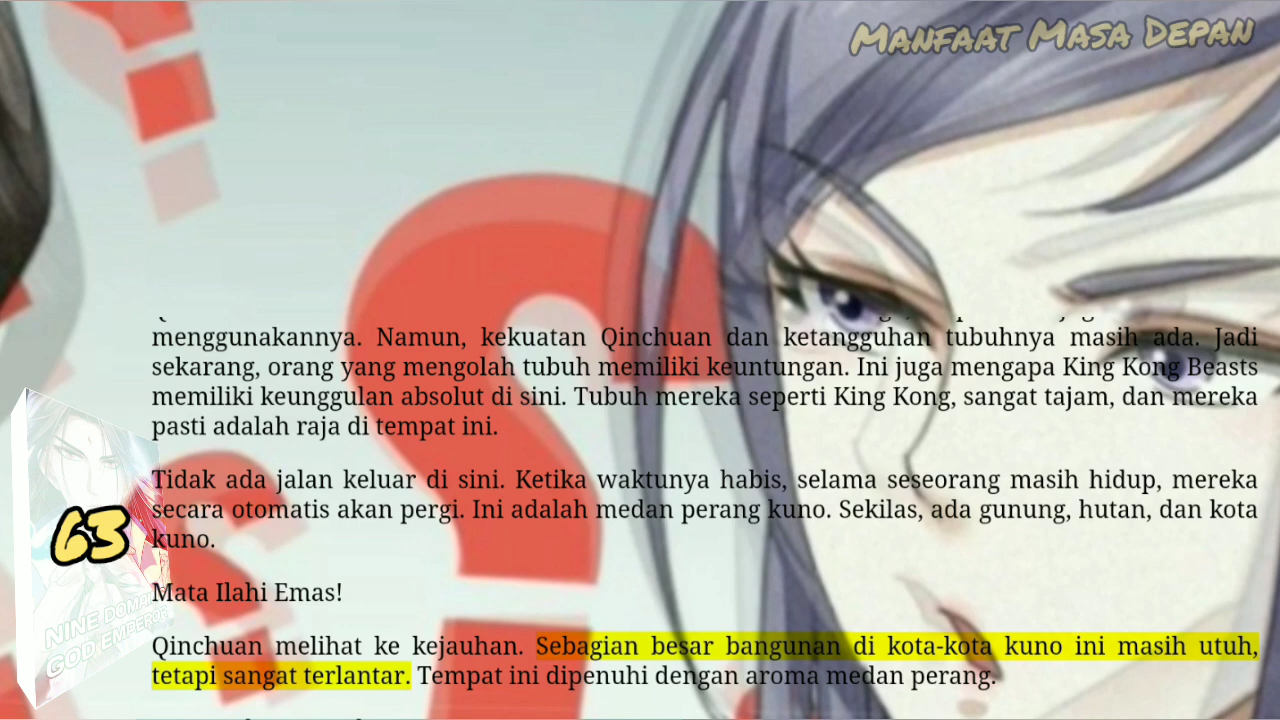 Manfaat Masa Depan
menggunakannya. Namun, kekuatan Qinchuan dan ketangguhan tubuhnya masih ada. Jadi
sekarang, orang yang mengolah tubuh memiliki keuntungan. Ini juga mengapa King Kong Beasts
memiliki keunggulan absolut di sini. Tubuh mereka seperti King Kong, sangat tajam, dan mereka
pasti adalah raja di tempat ini.
Tidak ada jalan keluar di sini. Ketika waktunya habis, selama seseorang masih hidup, mereka
secara otomatis akan pergi. Ini adalah medan perang kuno. Sekilas, ada gunung, hutan, dan kota
kuno.
63
Mata Ilahi Emas!
NINE DOMAIN
GOD EMPEROR
Qinchuan melihat ke kejauhan. Sebagian besar bangunan di kota-kota kuno ini masih utuh,
tetapi sangat terlantar. Tempat ini dipenuhi dengan aroma medan perang.